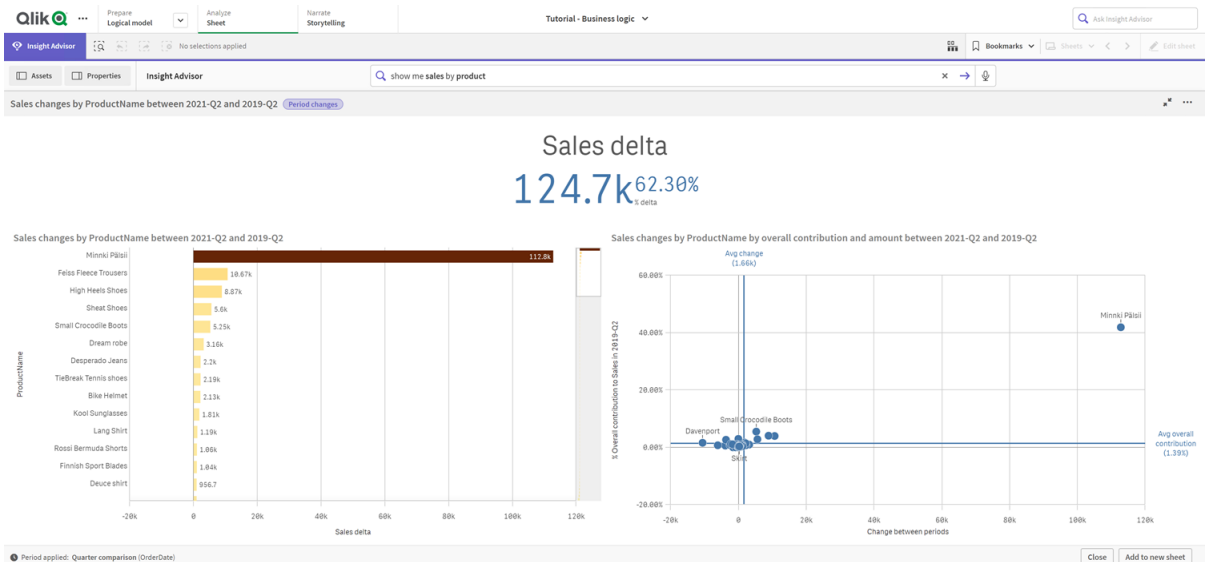 Qlik
Prepare
Logical model
Analyze
Sheet
Narrate
Storytelling
Tutorial - Business logic
Ask Insight Advisor
Insight Advisor
No selections applied
Bookmarks
Sheets
Edit sheet
Assets
Properties
Insight Advisor
show me sales by product
Sales changes by ProductName between 2021-Q2 and 2019-Q2
Period changes
Sales delta
124.7k
62.30%
% delta
Sales changes by ProductName between 2021-Q2 and 2019-Q2
ProductName
Minnki Pälsii
112.8k
Feiss Fleece Trousers
10.67k
High Heels Shoes
8.87k
Sheat Shoes
5.6k
Small Crocodile Boots
5.25k
Dream robe
3.16k
Desperado Jeans
2.2k
TieBreak Tennis shoes
2.19k
Bike Helmet
2.13k
Kool Sunglasses
1.81k
Lang Shirt
1.19k
Rossi Bermuda Shorts
1.06k
Finnish Sport Blades
1.04k
Deuce shirt
956.7
-20k 0 20k 40k 60k 80k 100k 120k
Sales delta
Sales changes by ProductName by overall contribution and amount between 2021-Q2 and 2019-Q2
Avg change
(1.66k)
% Overall contribution to Sales in 2019-Q2
60.00%
40.00%
20.00%
0.00%
-20.00%
Minnki Pälsii
Small Crocodile Boots
Davenport
Skirt
Avg overall
contribution
(1.39%)
-20k 0 20k 40k 60k 80k 100k 120k
Change between periods
Period applied: Quarter comparison (OrderDate)
Close
Add to new sheet